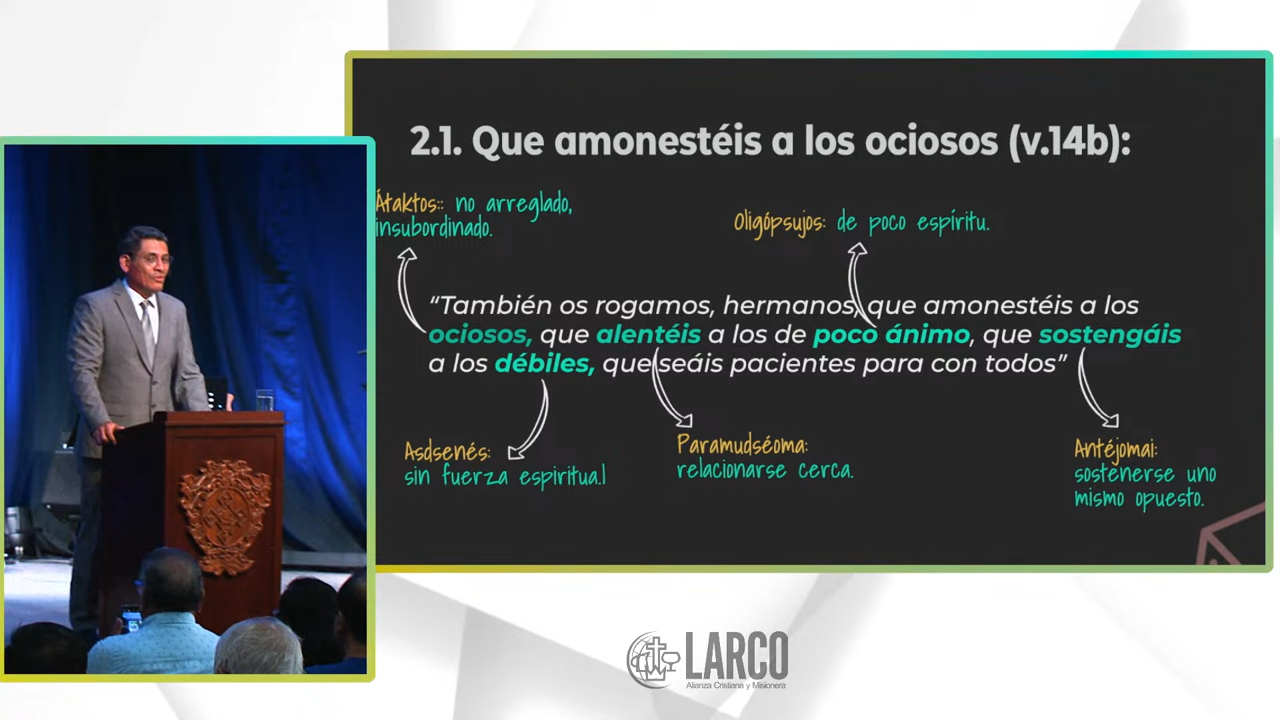 2.1. Que amonestéis a los ociosos (v.14b):
Átaktos:: no arreglado,
insubordinado.
Oligópsujos: de poco espíritu.
“También os rogamos, hermanos, que amonestéis a los
ociosos, que alentéis a los de poco ánimo, que sostengáis
a los débiles, que seáis pacientes para con todos”
Asdsenés:
sin fuerza espiritua.l
Paramudséoma:
relacionarse cerca.
Antéjomai:
sostenerse uno
mismo opuesto.
LARCO
Alianza Cristiana y Misionera